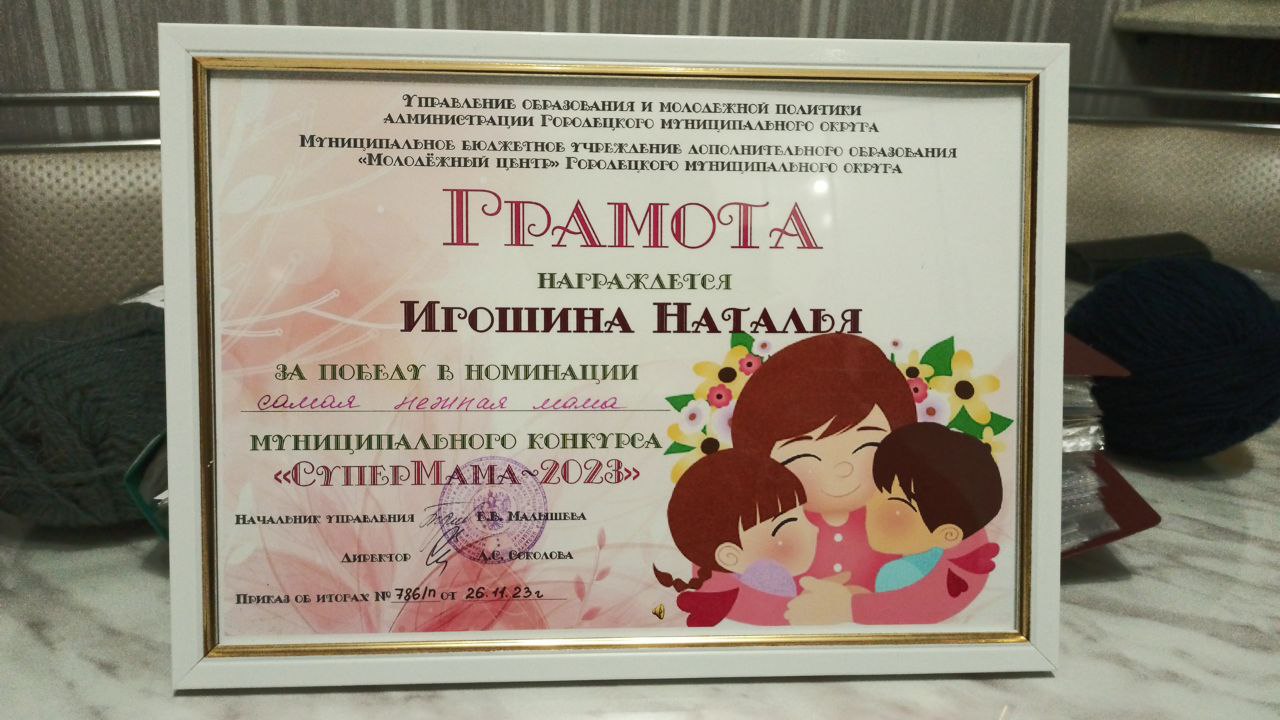 Управление образования и молодежной политики
администрации Городецкого муниципального округа
Муниципальное бюджетное учреждение дополнительного образования
«Молодёжный центр» Городецкого муниципального округа
Грамота
награждется
Игошина Наталья
за победу в номинации
самая нежная мама
муниципального конкурса
«СуперМама-2023»
Начальник управления Е.В. Малышева
Директор А.С. Соколова
Приказ об итогах № 786/п от 26.11.23г